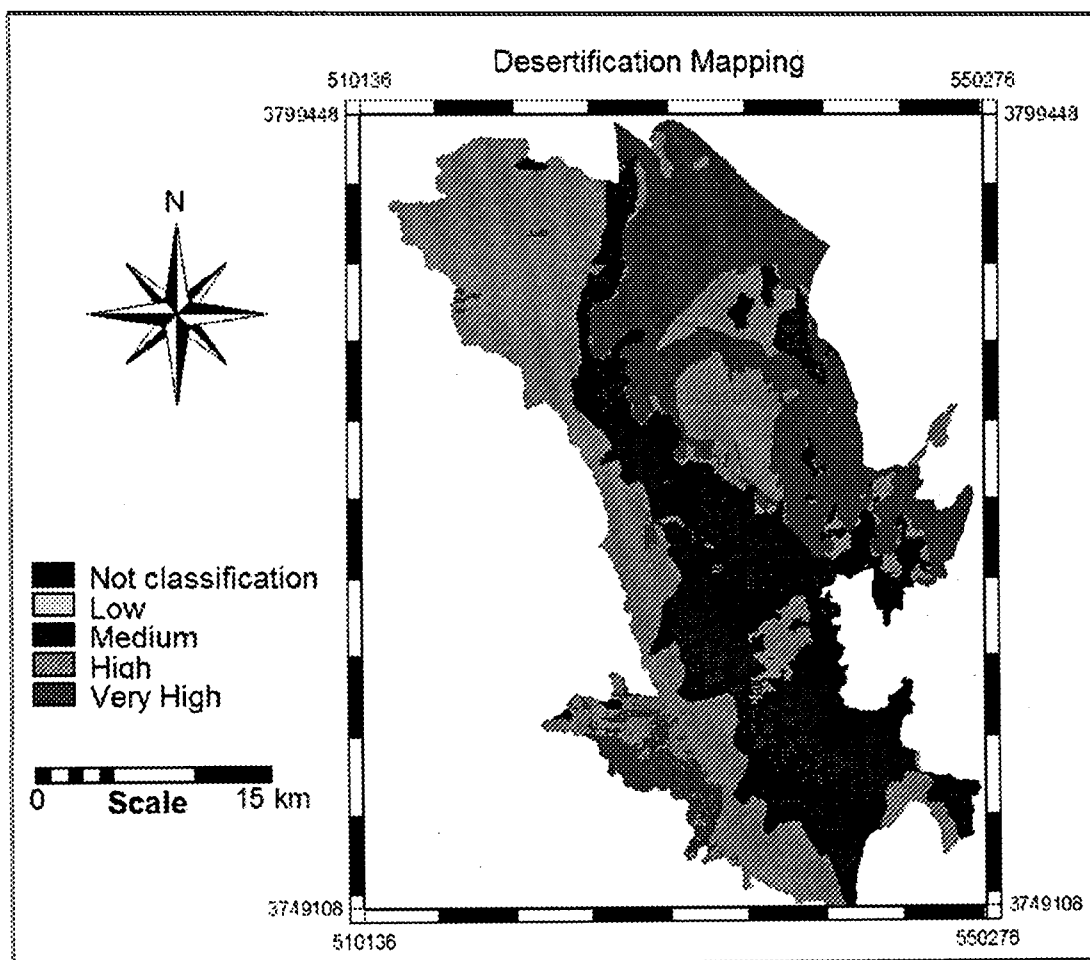 Desertification Mapping
510136 550276
3799448 3799448
N
Not classification
Low
Medium
High
Very High
0 Scale 15 km
3749108 3749108
510136 550276